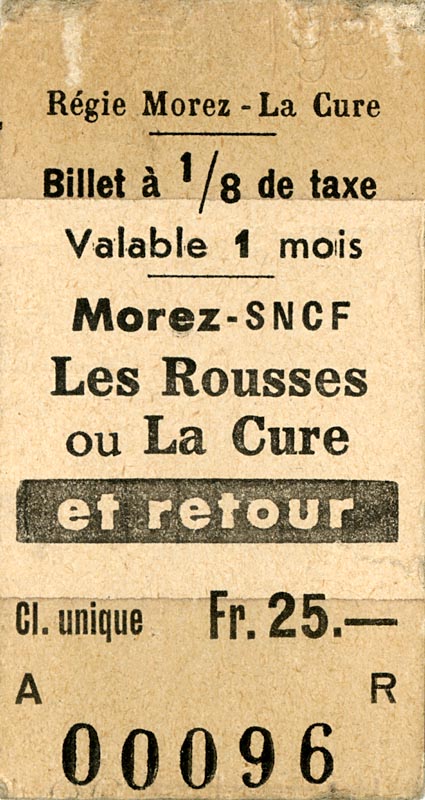 Régie Morez - La Cure
Billet à 1/8 de taxe
Valable 1 mois
Morez-SNCF
Les Rousses
ou La Cure
et retour
Cl. unique Fr. 25.—
A R
00096